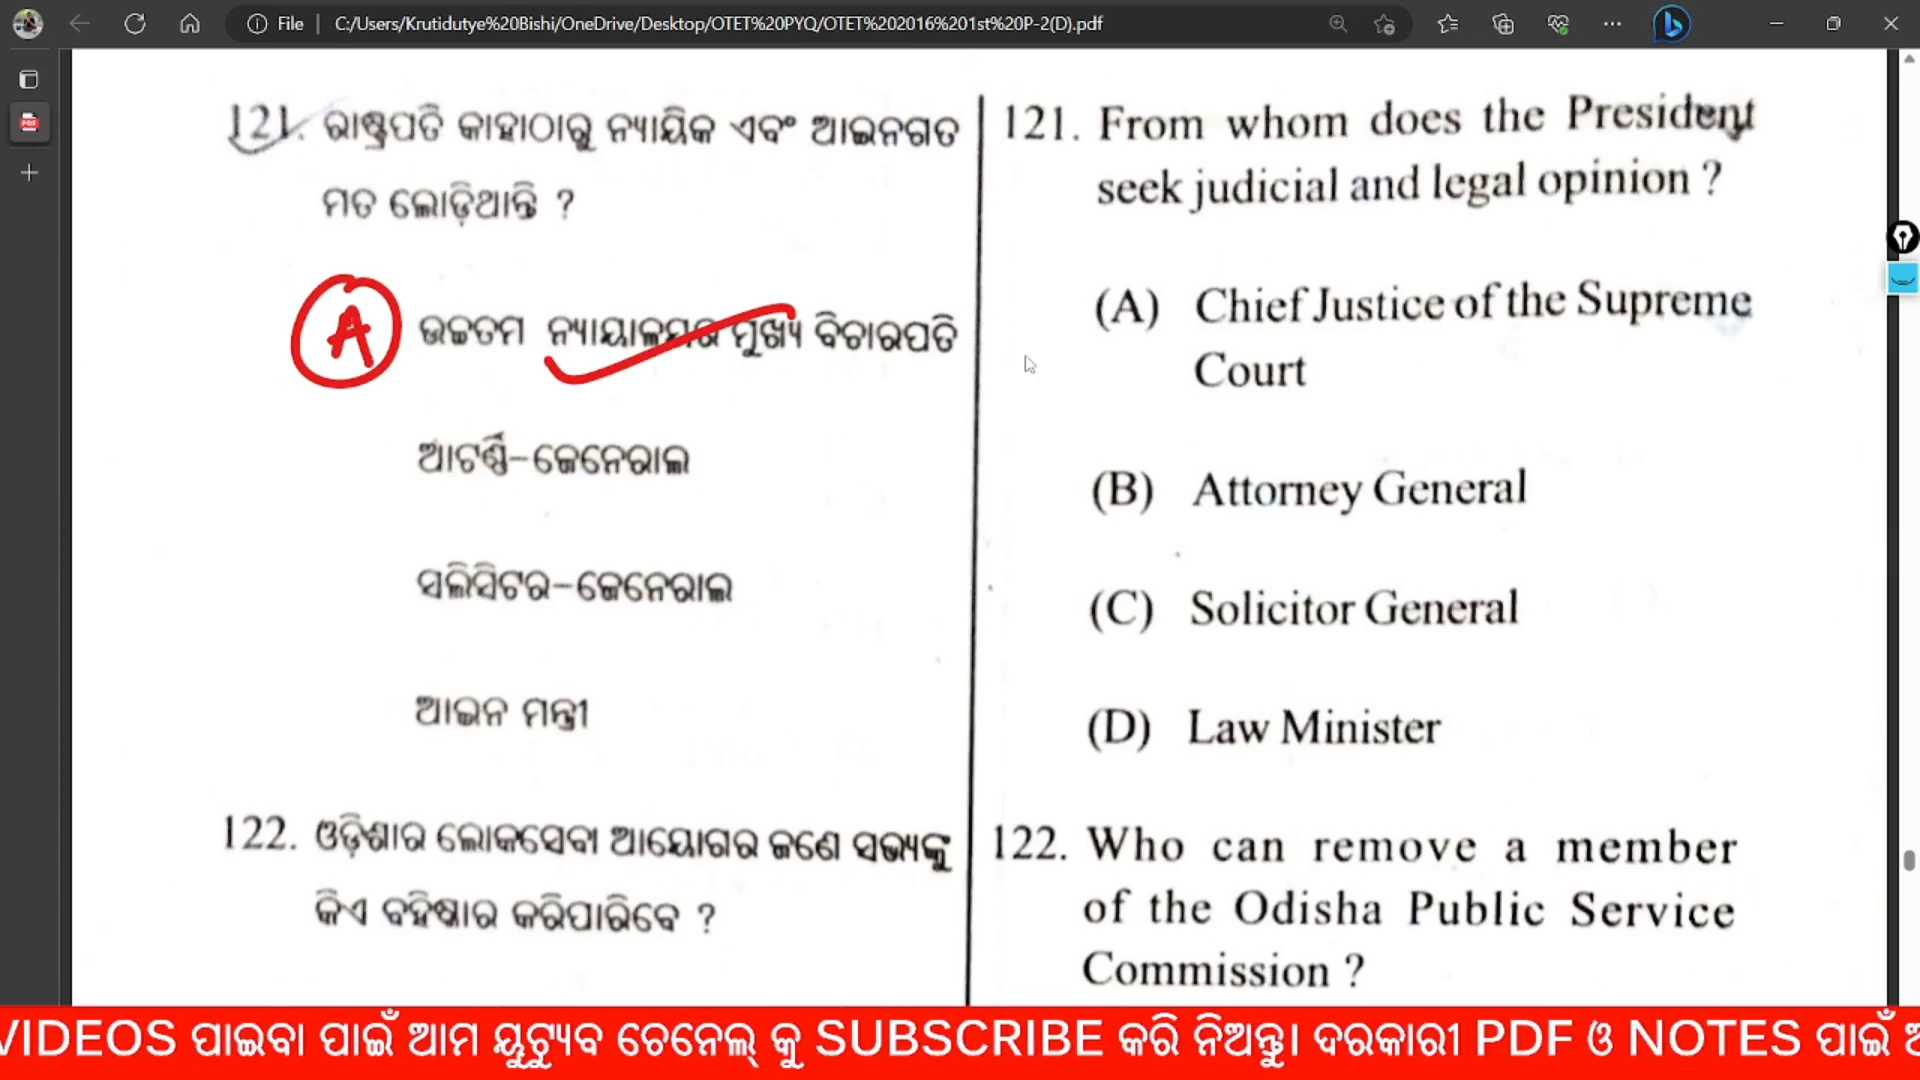 File
C:/Users/Krutidutye%20Bishi/OneDrive/Desktop/OTET%20PYQ/OTET%202016%201st%20P-2(D).pdf
121. ରାଷ୍ଟ୍ରପତି କାହାଠାରୁ ନ୍ୟାୟିକ ଏବଂ ଆଇନଗତ
ମତ ଲୋଡ଼ିଥାନ୍ତି ?
A ଉଚ୍ଚତମ ନ୍ୟାୟାଳୟର ମୁଖ୍ୟ ବିଚାରପତି
ଆଟର୍ଣ୍ଣି-ଜେନେରାଲ
ସଲିସିଟର-ଜେନେରାଲ
ଆଇନ ମନ୍ତ୍ରୀ
122. ଓଡ଼ିଶାର ଲୋକସେବା ଆୟୋଗର ଜଣେ ସଭ୍ୟଙ୍କୁ
କିଏ ବହିଷ୍କାର କରିପାରିବେ ?
121. From whom does the President
seek judicial and legal opinion ?
(A) Chief Justice of the Supreme
Court
(B) Attorney General
(C) Solicitor General
(D) Law Minister
122. Who can remove a member
of the Odisha Public Service
Commission ?
VIDEOS ପାଇବା ପାଇଁ ଆମ ୟୁଟ୍ୟୁବ ଚେନେଲ୍ କୁ SUBSCRIBE କରି ନିଅନ୍ତୁ। ଦରକାରୀ PDF ଓ NOTES ପାଇଁ